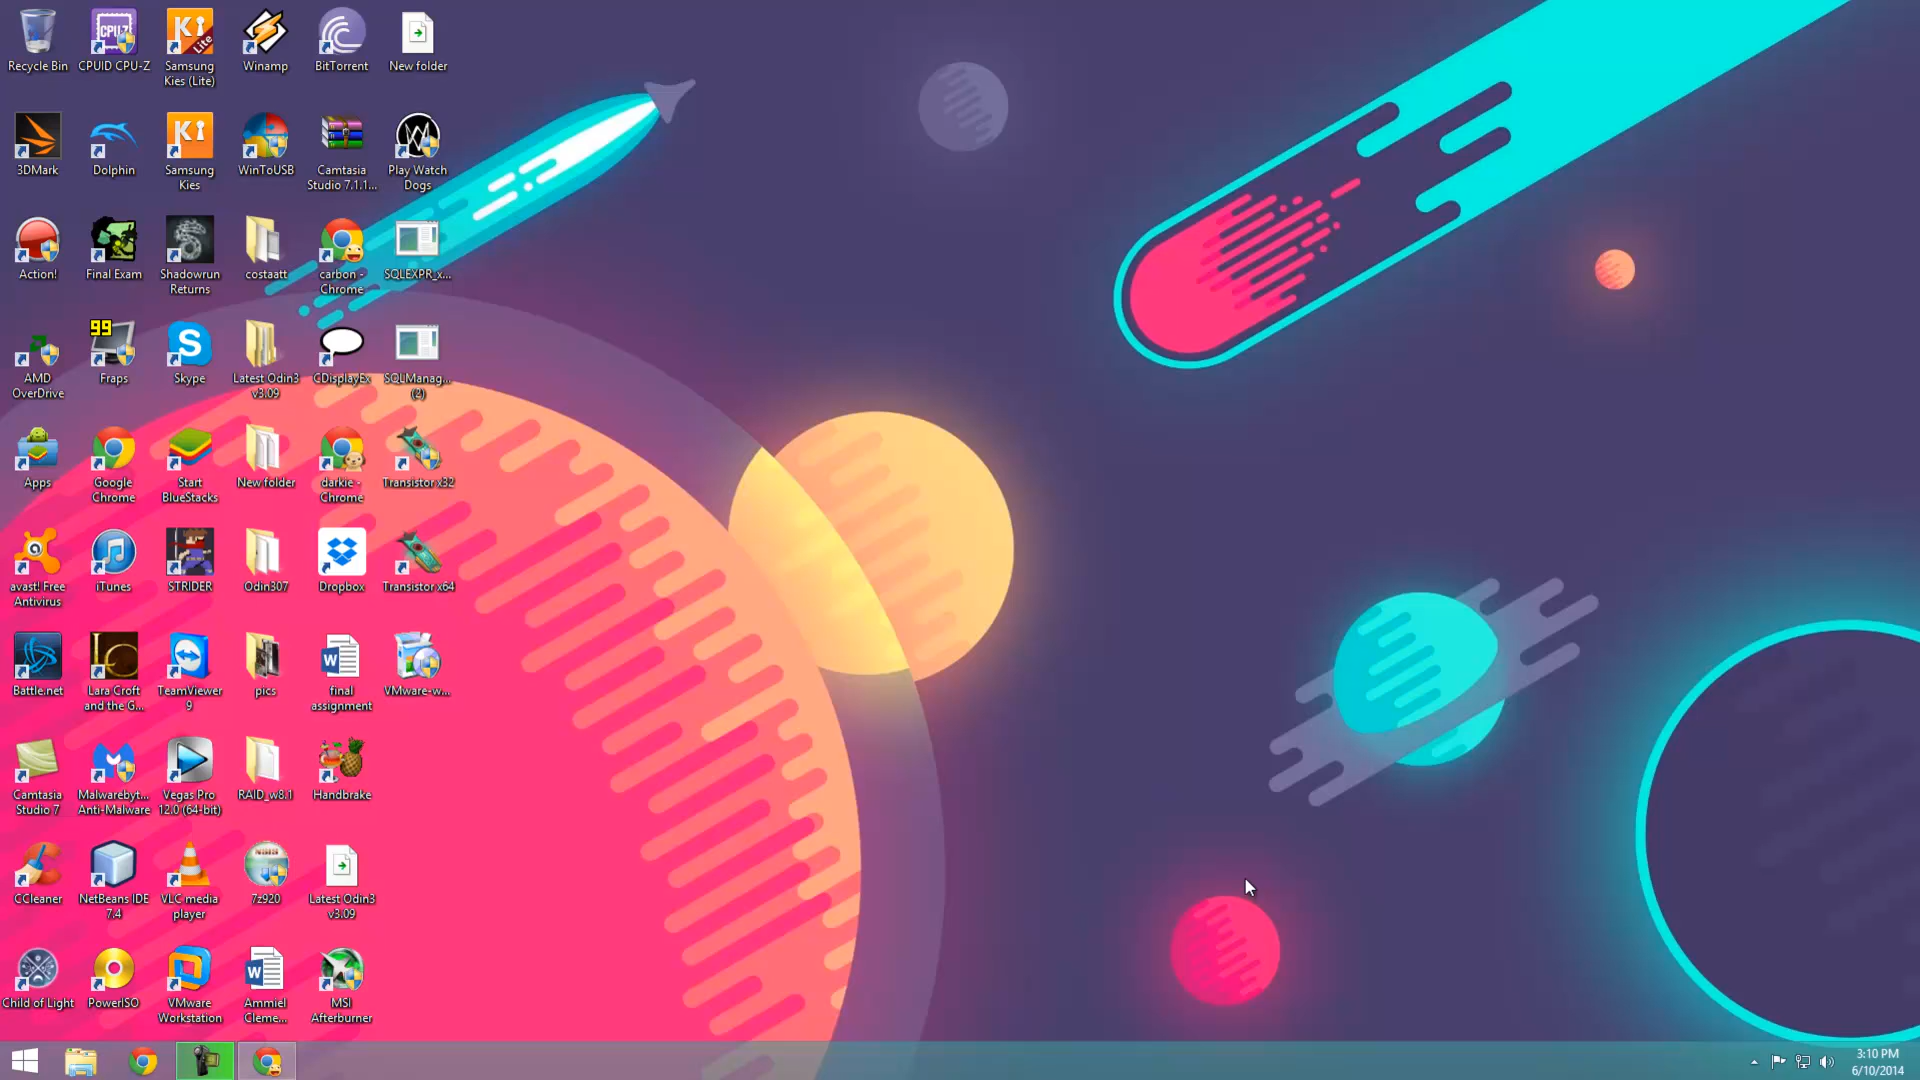 Recycle Bin
CPUID CPU-Z
Samsung
Kies (Lite)
Winamp
BitTorrent
New folder
3DMark
Dolphin
Samsung
Kies
WinToUSB
Camtasia
Studio 7.1.1...
Play Watch
Dogs
Action!
Final Exam
Shadowrun
Returns
costaatt
carbon -
Chrome
SQLEXPR_x...
AMD
OverDrive
99
Fraps
Skype
Latest Odin3
v3.09
CDisplayEx
SQLManag...
(2)
Apps
Google
Chrome
Start
BlueStacks
New folder
darkie -
Chrome
Transistor x32
avast! Free
Antivirus
iTunes
STRIDER
Odin307
Dropbox
Transistor x64
Battle.net
Lara Croft
and the G...
TeamViewer
9
pics
final
assignment
VMware-w...
Camtasia
Studio 7
Malwarebyt...
Anti-Malware
Vegas Pro
12.0 (64-bit)
RAID_w8.1
Handbrake
CCleaner
NetBeans IDE
7.4
VLC media
player
7z920
Latest Odin3
v3.09
Child of Light
PowerISO
VMware
Workstation
Ammiel
Cleme...
MSI
Afterburner
3:10 PM
6/10/2014